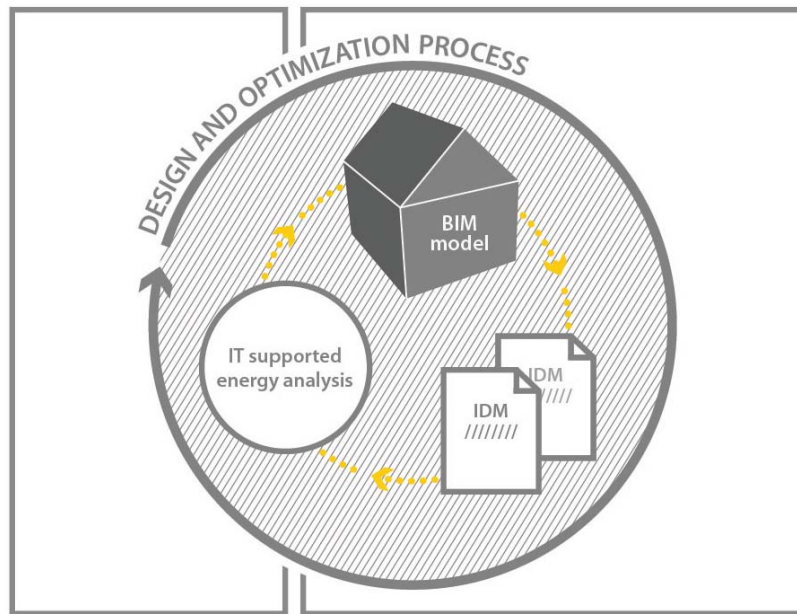 DESIGN AND OPTIMIZATION PROCESS
BIM
model
IT supported
energy analysis
IDM
IDM